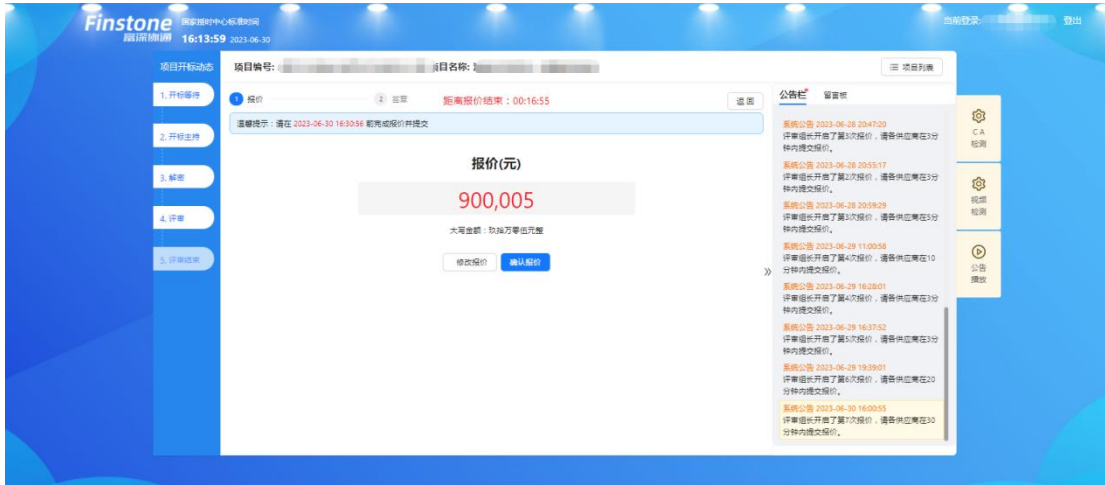 Finstone 国家授时中心标准时间
富深协通 16:13:59 2023-06-30
当前登录: 登出
项目开标动态
项目编号: 项目名称:
项目列表
1. 开标等待
2. 开标主持
3. 解密
4. 评审
5. 评审结束
1 报价
2 签章
距离报价结束：00:16:55
返回
温馨提示：请在 2023-06-30 16:30:56 前完成报价并提交
报价(元)
900,005
大写金额：玖拾万零伍元整
修改报价 确认报价
公告栏 留言板
系统公告 2023-06-28 20:47:20
评审组长开启了第3次报价，请各供应商在3分
钟内提交报价。
系统公告 2023-06-28 20:55:17
评审组长开启了第2次报价，请各供应商在3分
钟内提交报价。
系统公告 2023-06-28 20:59:29
评审组长开启了第3次报价，请各供应商在5分
钟内提交报价。
系统公告 2023-06-29 11:00:58
评审组长开启了第4次报价，请各供应商在10
分钟内提交报价。
系统公告 2023-06-29 16:28:01
评审组长开启了第4次报价，请各供应商在3分
钟内提交报价。
系统公告 2023-06-29 16:37:52
评审组长开启了第5次报价，请各供应商在3分
钟内提交报价。
系统公告 2023-06-29 19:39:01
评审组长开启了第6次报价，请各供应商在20
分钟内提交报价。
系统公告 2023-06-30 16:00:55
评审组长开启了第7次报价，请各供应商在30
分钟内提交报价。
CA
检测
视频
检测
公告
播放